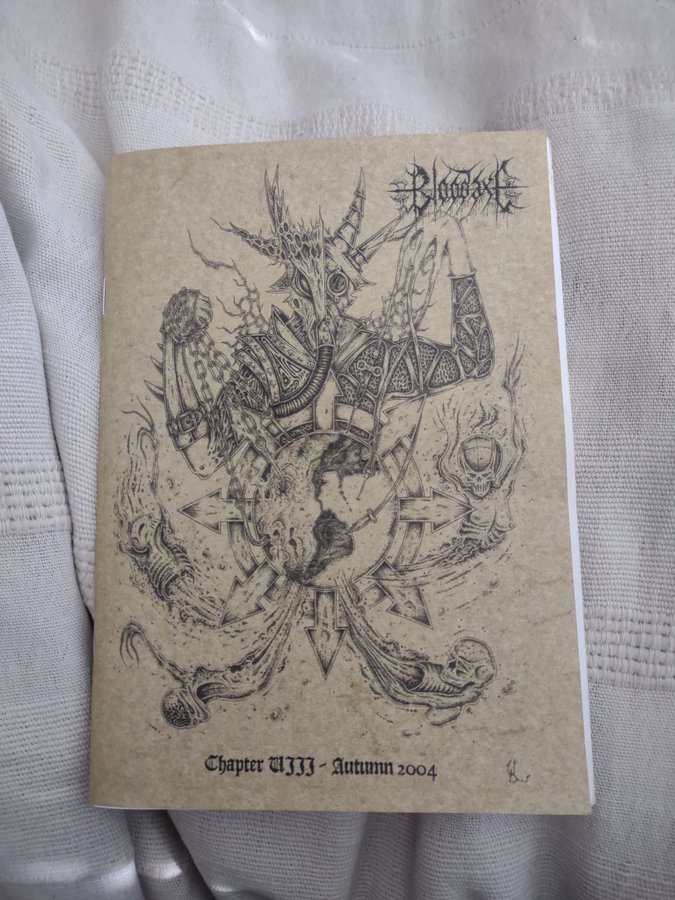 Bloodaxe
Chapter VIII - Autumn 2004